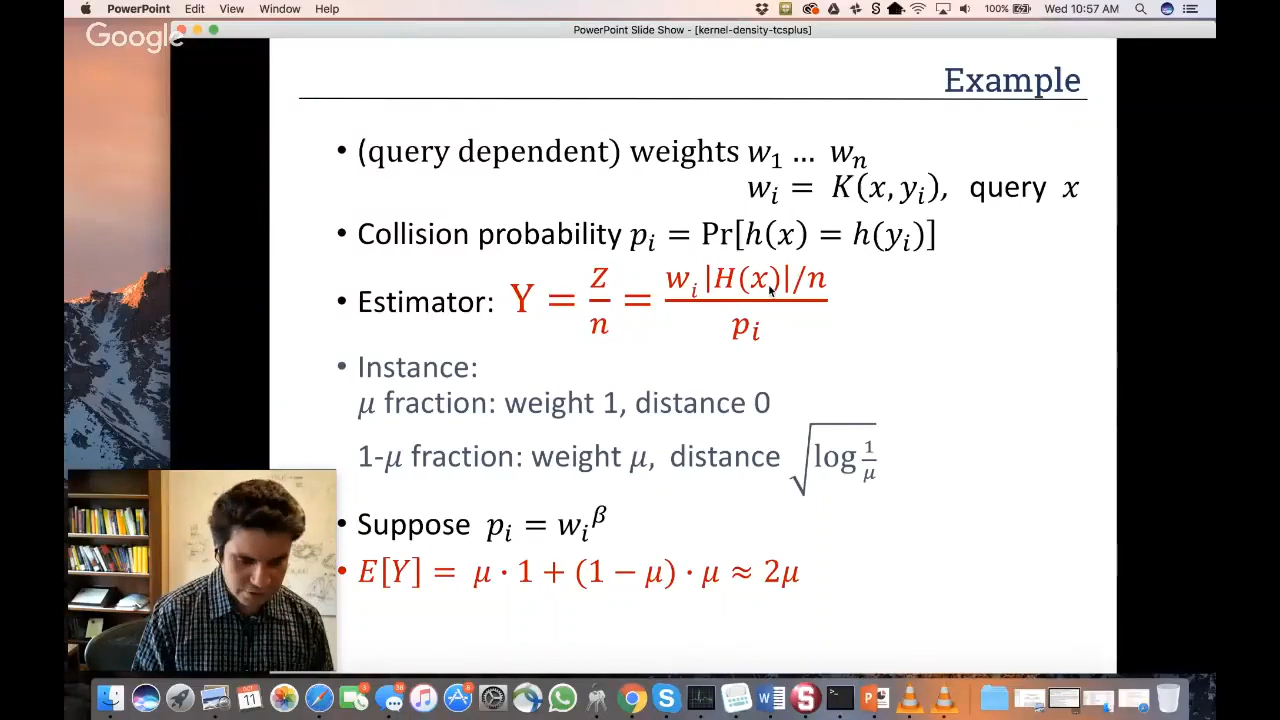 PowerPoint Edit View Window Help 100% Wed 10:57 AM
Google
PowerPoint Slide Show - [kernel-density-tcsplus]
Example
• (query dependent) weights w₁ … wₙ
wᵢ = K(x, yᵢ), query x
• Collision probability pᵢ = Pr[h(x) = h(yᵢ)]
• Estimator: Y = Z/n = (wᵢ|H(x)|/n)/pᵢ
• Instance:
μ fraction: weight 1, distance 0
1-μ fraction: weight μ, distance √(log 1/μ)
• Suppose pᵢ = wᵢ^β
• E[Y] = μ · 1 + (1 − μ) · μ ≈ 2μ